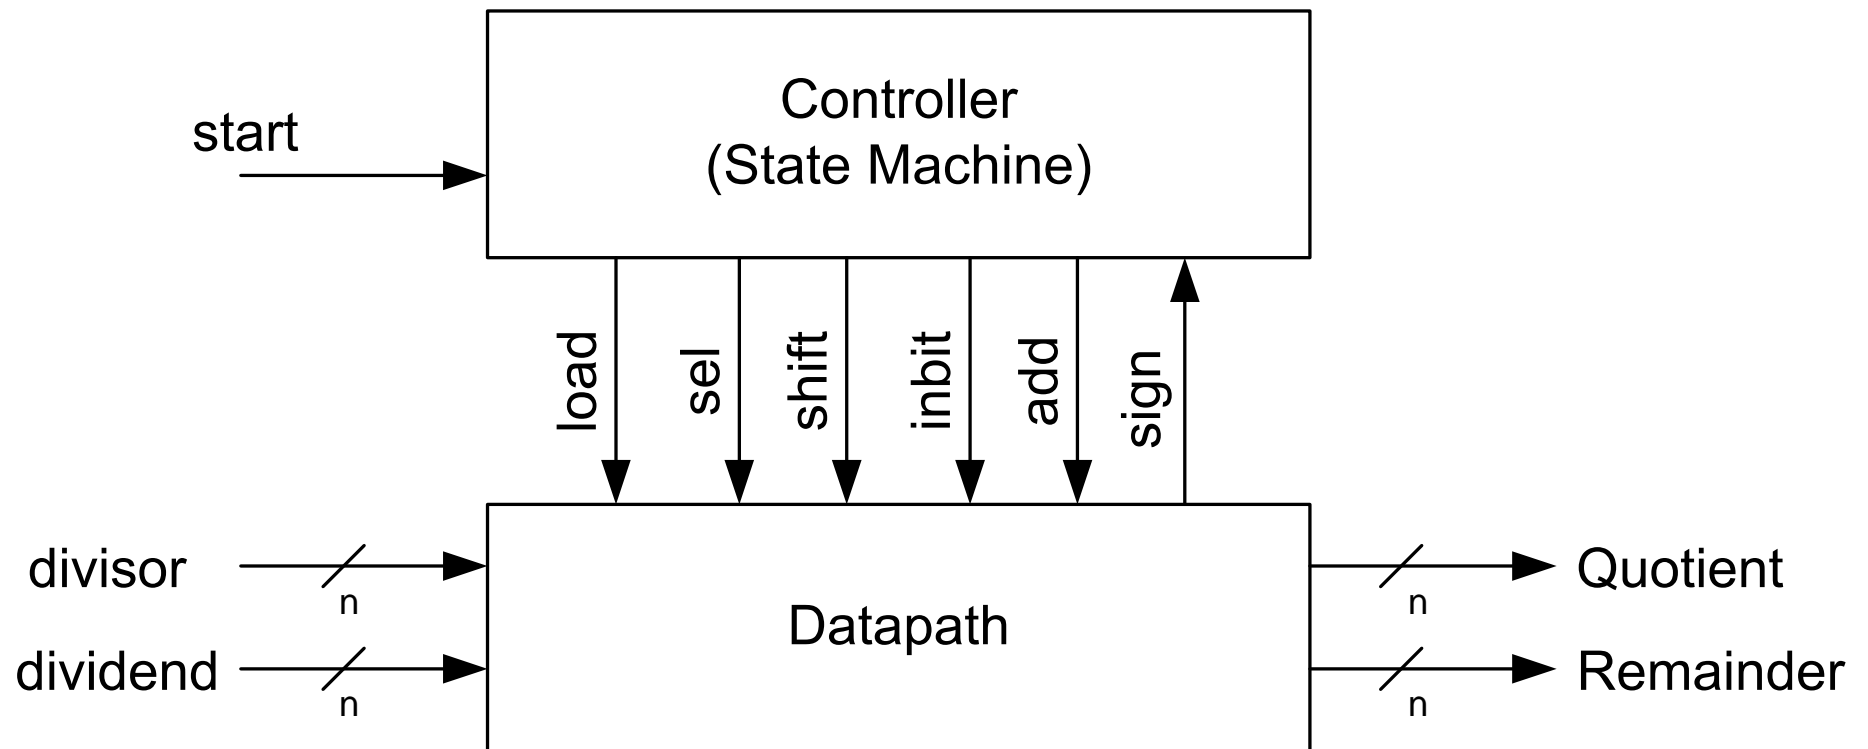 Controller
(State Machine)
start
load
sel
shift
inbit
add
sign
divisor
n
dividend
n
Datapath
Quotient
n
Remainder
n